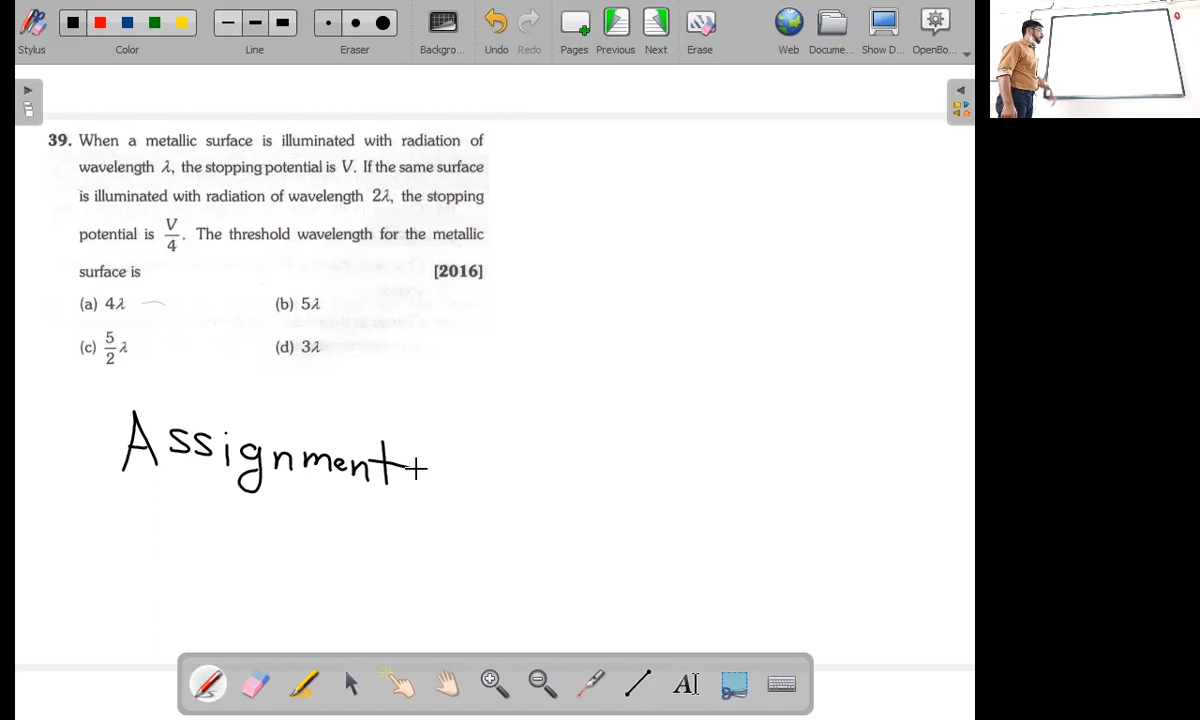 Stylus Color Line Eraser Backgro... Undo Redo Pages Previous Next Erase Web Docume... Show D... OpenBo...
39. When a metallic surface is illuminated with radiation of
wavelength λ, the stopping potential is V. If the same surface
is illuminated with radiation of wavelength 2λ, the stopping
potential is V/4. The threshold wavelength for the metallic
surface is [2016]
(a) 4λ (b) 5λ
(c) 5/2 λ (d) 3λ
Assignment